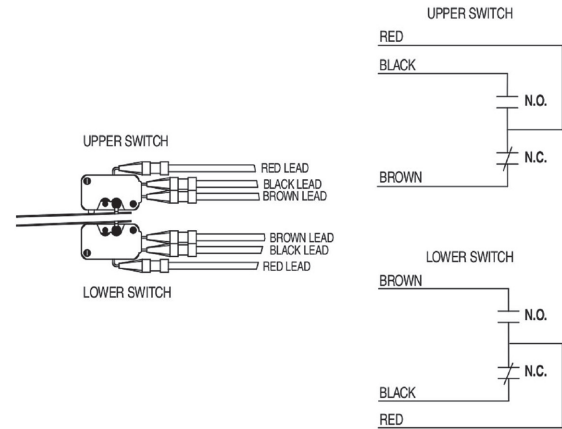 UPPER SWITCH
RED LEAD
BLACK LEAD
BROWN LEAD
BROWN LEAD
BLACK LEAD
RED LEAD
LOWER SWITCH
UPPER SWITCH
RED
BLACK
N.O.
N.C.
BROWN
LOWER SWITCH
BROWN
N.O.
N.C.
BLACK
RED